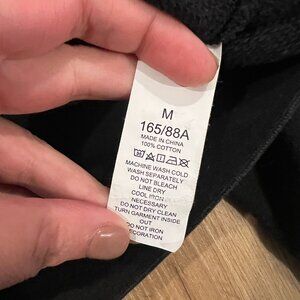 M
165/88A
MADE IN CHINA
100% COTTON
MACHINE WASH COLD
WASH SEPARATELY
DO NOT BLEACH
LINE DRY
COOL IRON
NECESSARY
DO NOT DRY CLEAN
TURN GARMENT INSIDE
OUT
DO NOT IRON
DECORATION